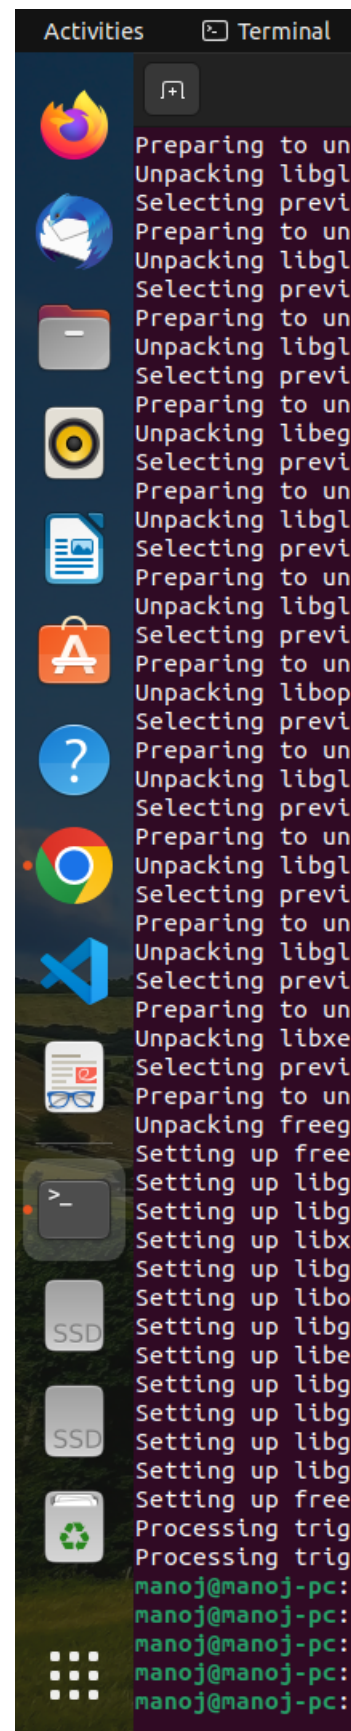 Activities
Terminal
Preparing to un
Unpacking libgl
Selecting previ
Preparing to un
Unpacking libgl
Selecting previ
Preparing to un
Unpacking libgl
Selecting previ
Preparing to un
Unpacking libeg
Selecting previ
Preparing to un
Unpacking libgl
Selecting previ
Preparing to un
Unpacking libgl
Selecting previ
Preparing to un
Unpacking libop
Selecting previ
Preparing to un
Unpacking libgl
Selecting previ
Preparing to un
Unpacking libgl
Selecting previ
Preparing to un
Unpacking libgl
Selecting previ
Preparing to un
Unpacking libxe
Selecting previ
Preparing to un
Unpacking freeg
Setting up free
Setting up libg
Setting up libg
Setting up libx
Setting up libg
Setting up libo
Setting up libg
Setting up libe
Setting up libg
Setting up libg
Setting up libg
Setting up libg
Setting up free
Processing trig
Processing trig
manoj@manoj-pc:
manoj@manoj-pc:
manoj@manoj-pc:
manoj@manoj-pc:
manoj@manoj-pc:
?
>_
SSD
SSD